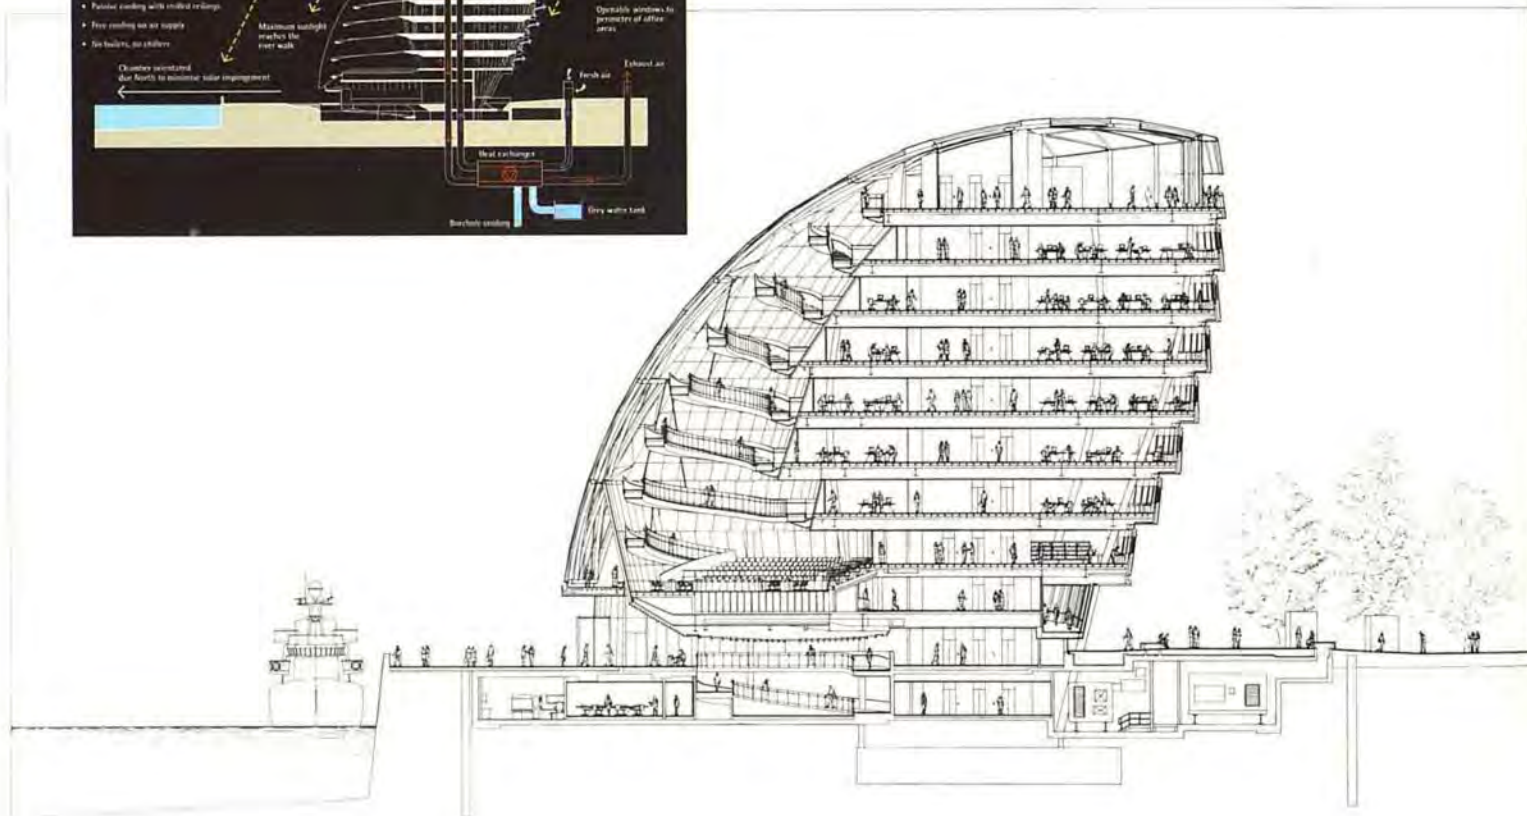 • Passive cooling with chilled ceilings
• Free cooling on air supply
• No boilers, no chillers
Maximum sunlight
reaches the
river walk
Openable windows to
perimeter of office
areas
Chamber orientated
due North to minimise solar impingement
Fresh air
Exhaust air
Heat exchanger
Borehole cooling
Grey water tank